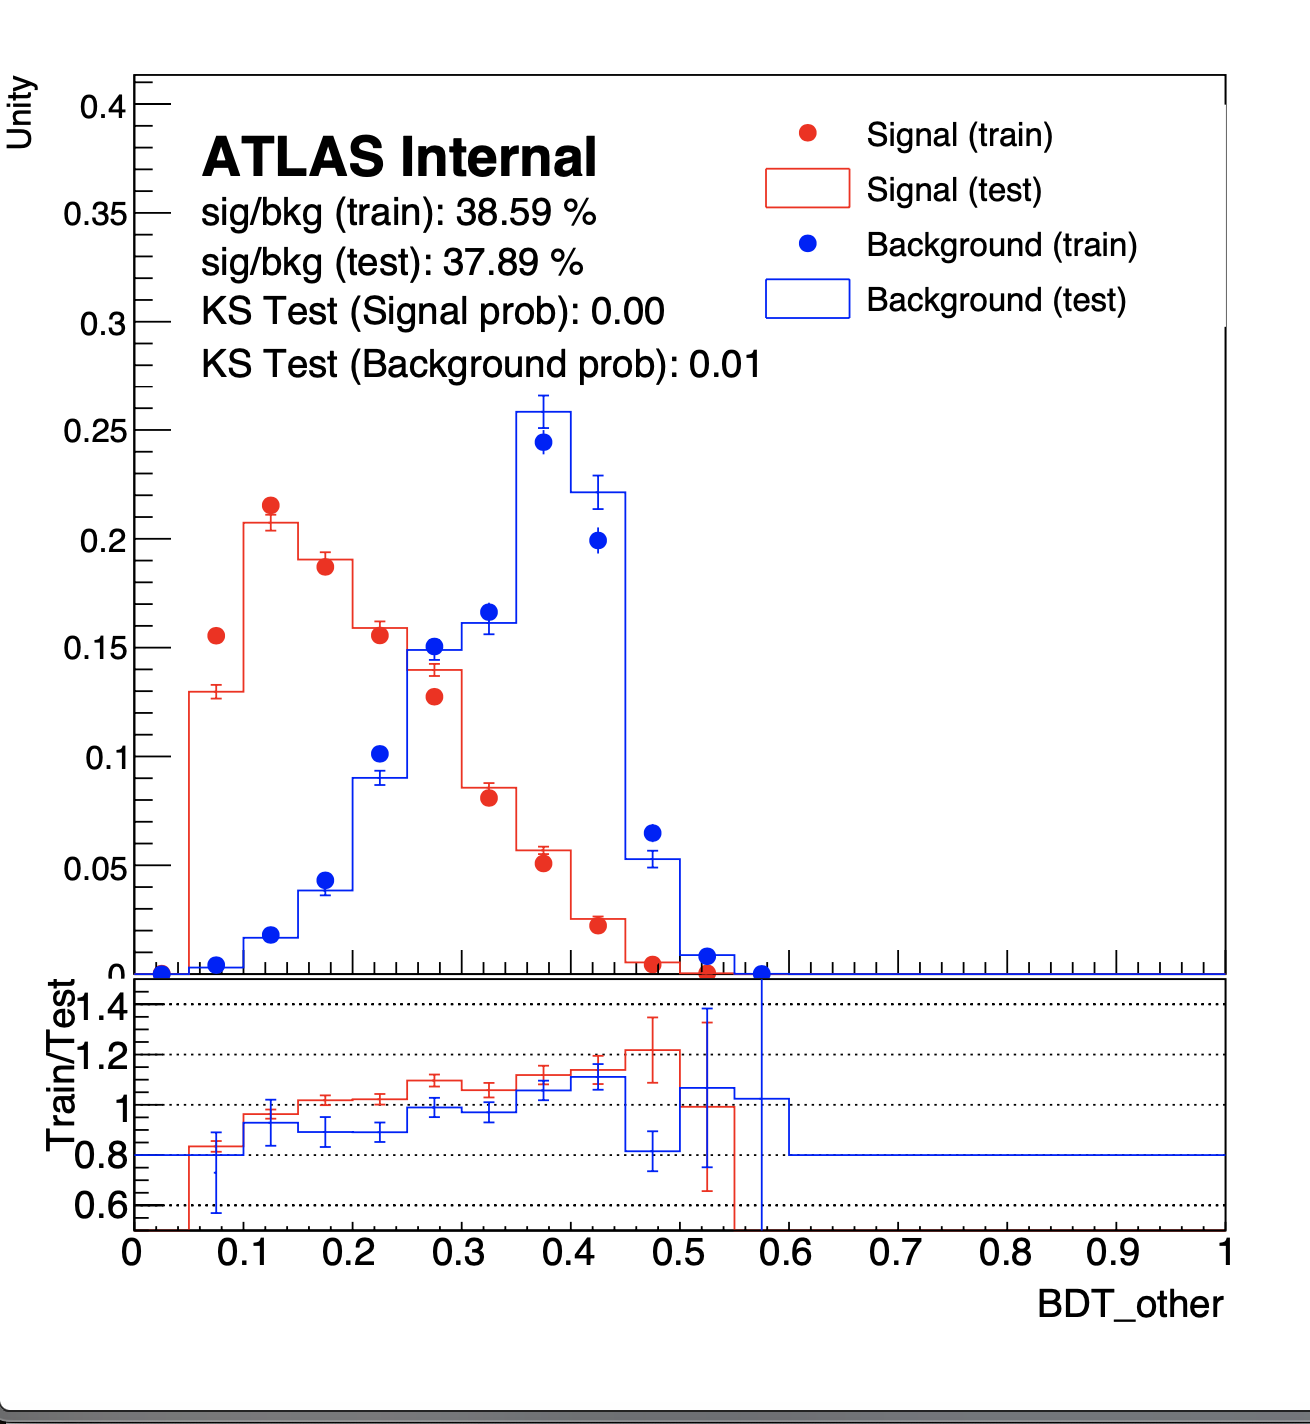 Unity
0.4
0.35
0.3
0.25
0.2
0.15
0.1
0.05
0
ATLAS Internal
sig/bkg (train): 38.59 %
sig/bkg (test): 37.89 %
KS Test (Signal prob): 0.00
KS Test (Background prob): 0.01
Signal (train)
Signal (test)
Background (train)
Background (test)
Train/Test
1.4
1.2
1
0.8
0.6
0 0.1 0.2 0.3 0.4 0.5 0.6 0.7 0.8 0.9 1
BDT_other